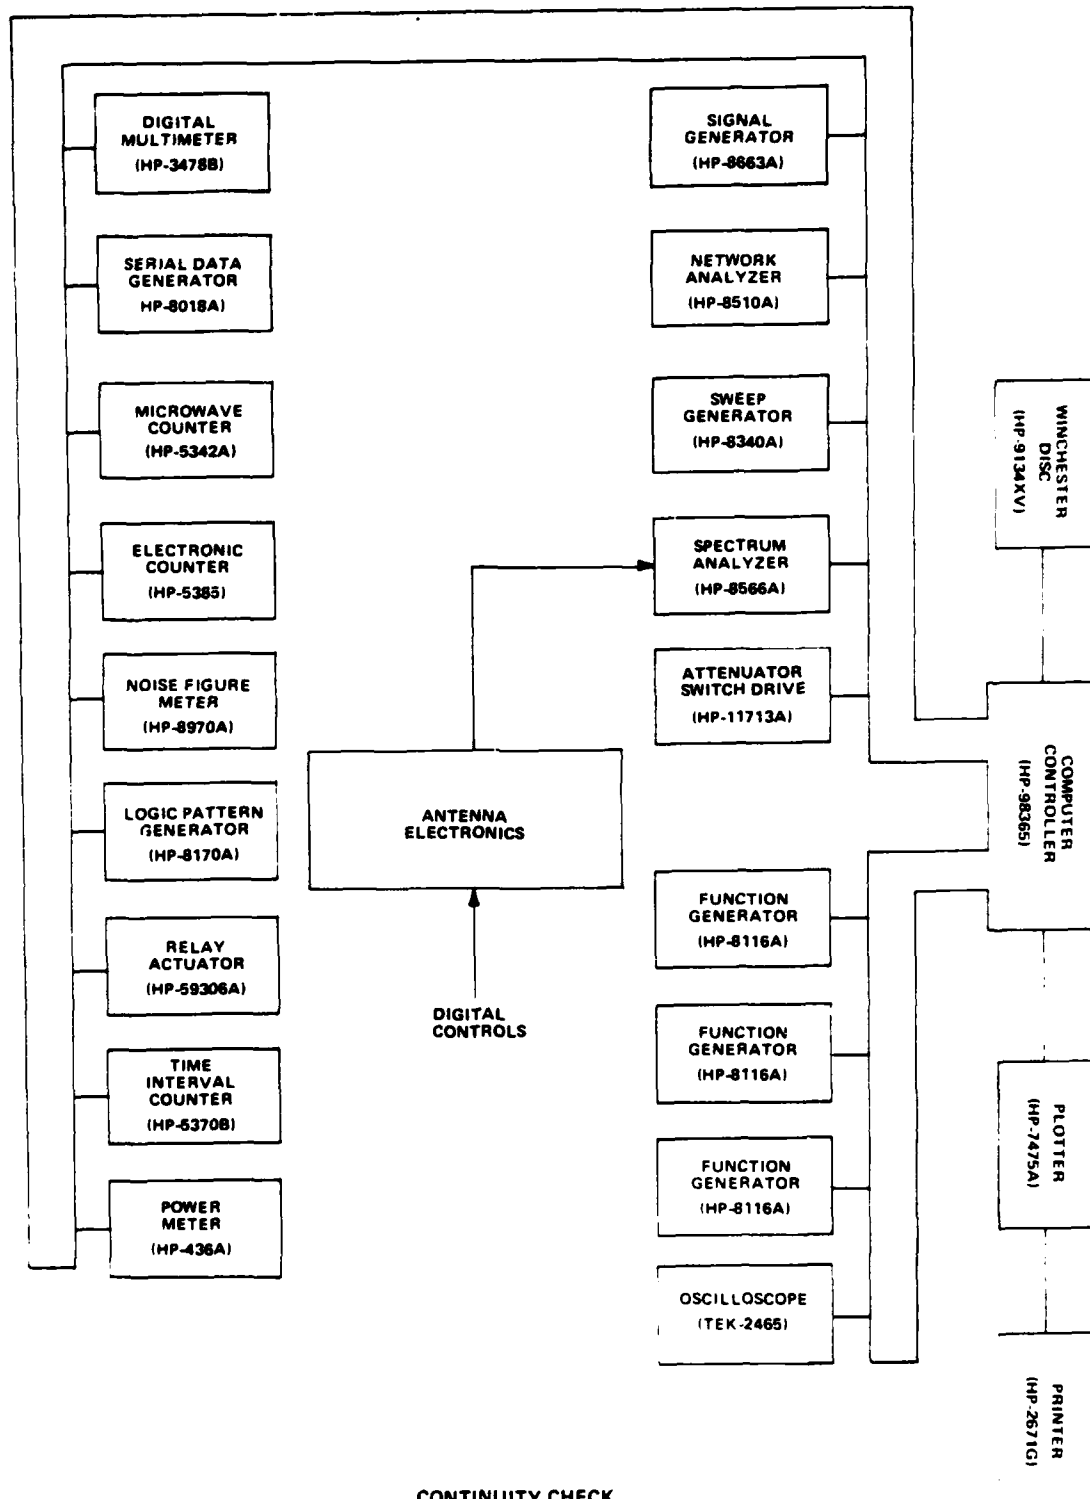 DIGITAL
MULTIMETER
(HP-3478B)
SERIAL DATA
GENERATOR
HP-8018A)
MICROWAVE
COUNTER
(HP-5342A)
ELECTRONIC
COUNTER
(HP-5385)
NOISE FIGURE
METER
(HP-8970A)
LOGIC PATTERN
GENERATOR
(HP-8170A)
RELAY
ACTUATOR
(HP-59306A)
TIME
INTERVAL
COUNTER
(HP-5370B)
POWER
METER
(HP-436A)
ANTENNA
ELECTRONICS
DIGITAL
CONTROLS
SIGNAL
GENERATOR
(HP-8663A)
NETWORK
ANALYZER
(HP-8510A)
SWEEP
GENERATOR
(HP-8340A)
SPECTRUM
ANALYZER
(HP-8566A)
ATTENUATOR
SWITCH DRIVE
(HP-11713A)
FUNCTION
GENERATOR
(HP-8116A)
FUNCTION
GENERATOR
(HP-8116A)
FUNCTION
GENERATOR
(HP-8116A)
OSCILLOSCOPE
(TEK-2465)
WINCHESTER
DISC
(HP-9134XV)
COMPUTER
CONTROLLER
(HP-98365)
PLOTTER
(HP-7475A)
PRINTER
(HP-2671G)
CONTINUITY CHECK